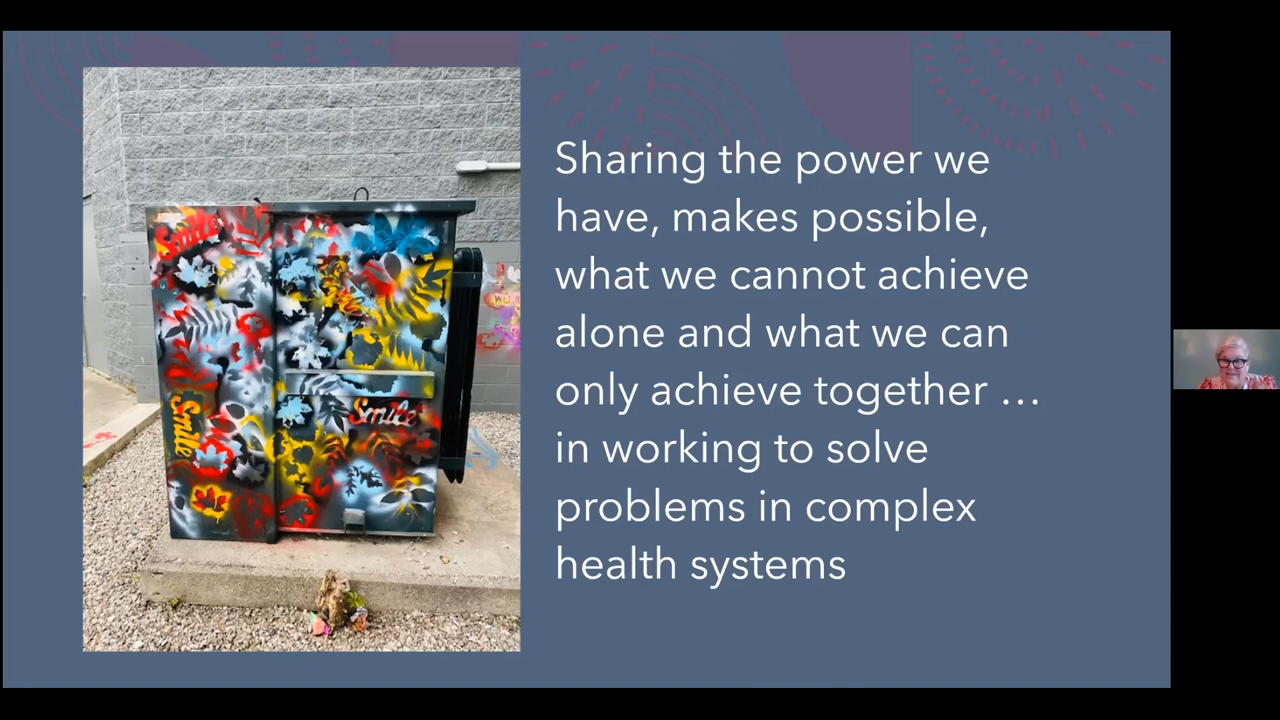 Smile
Smile
Smile
Sharing the power we
have, makes possible,
what we cannot achieve
alone and what we can
only achieve together …
in working to solve
problems in complex
health systems